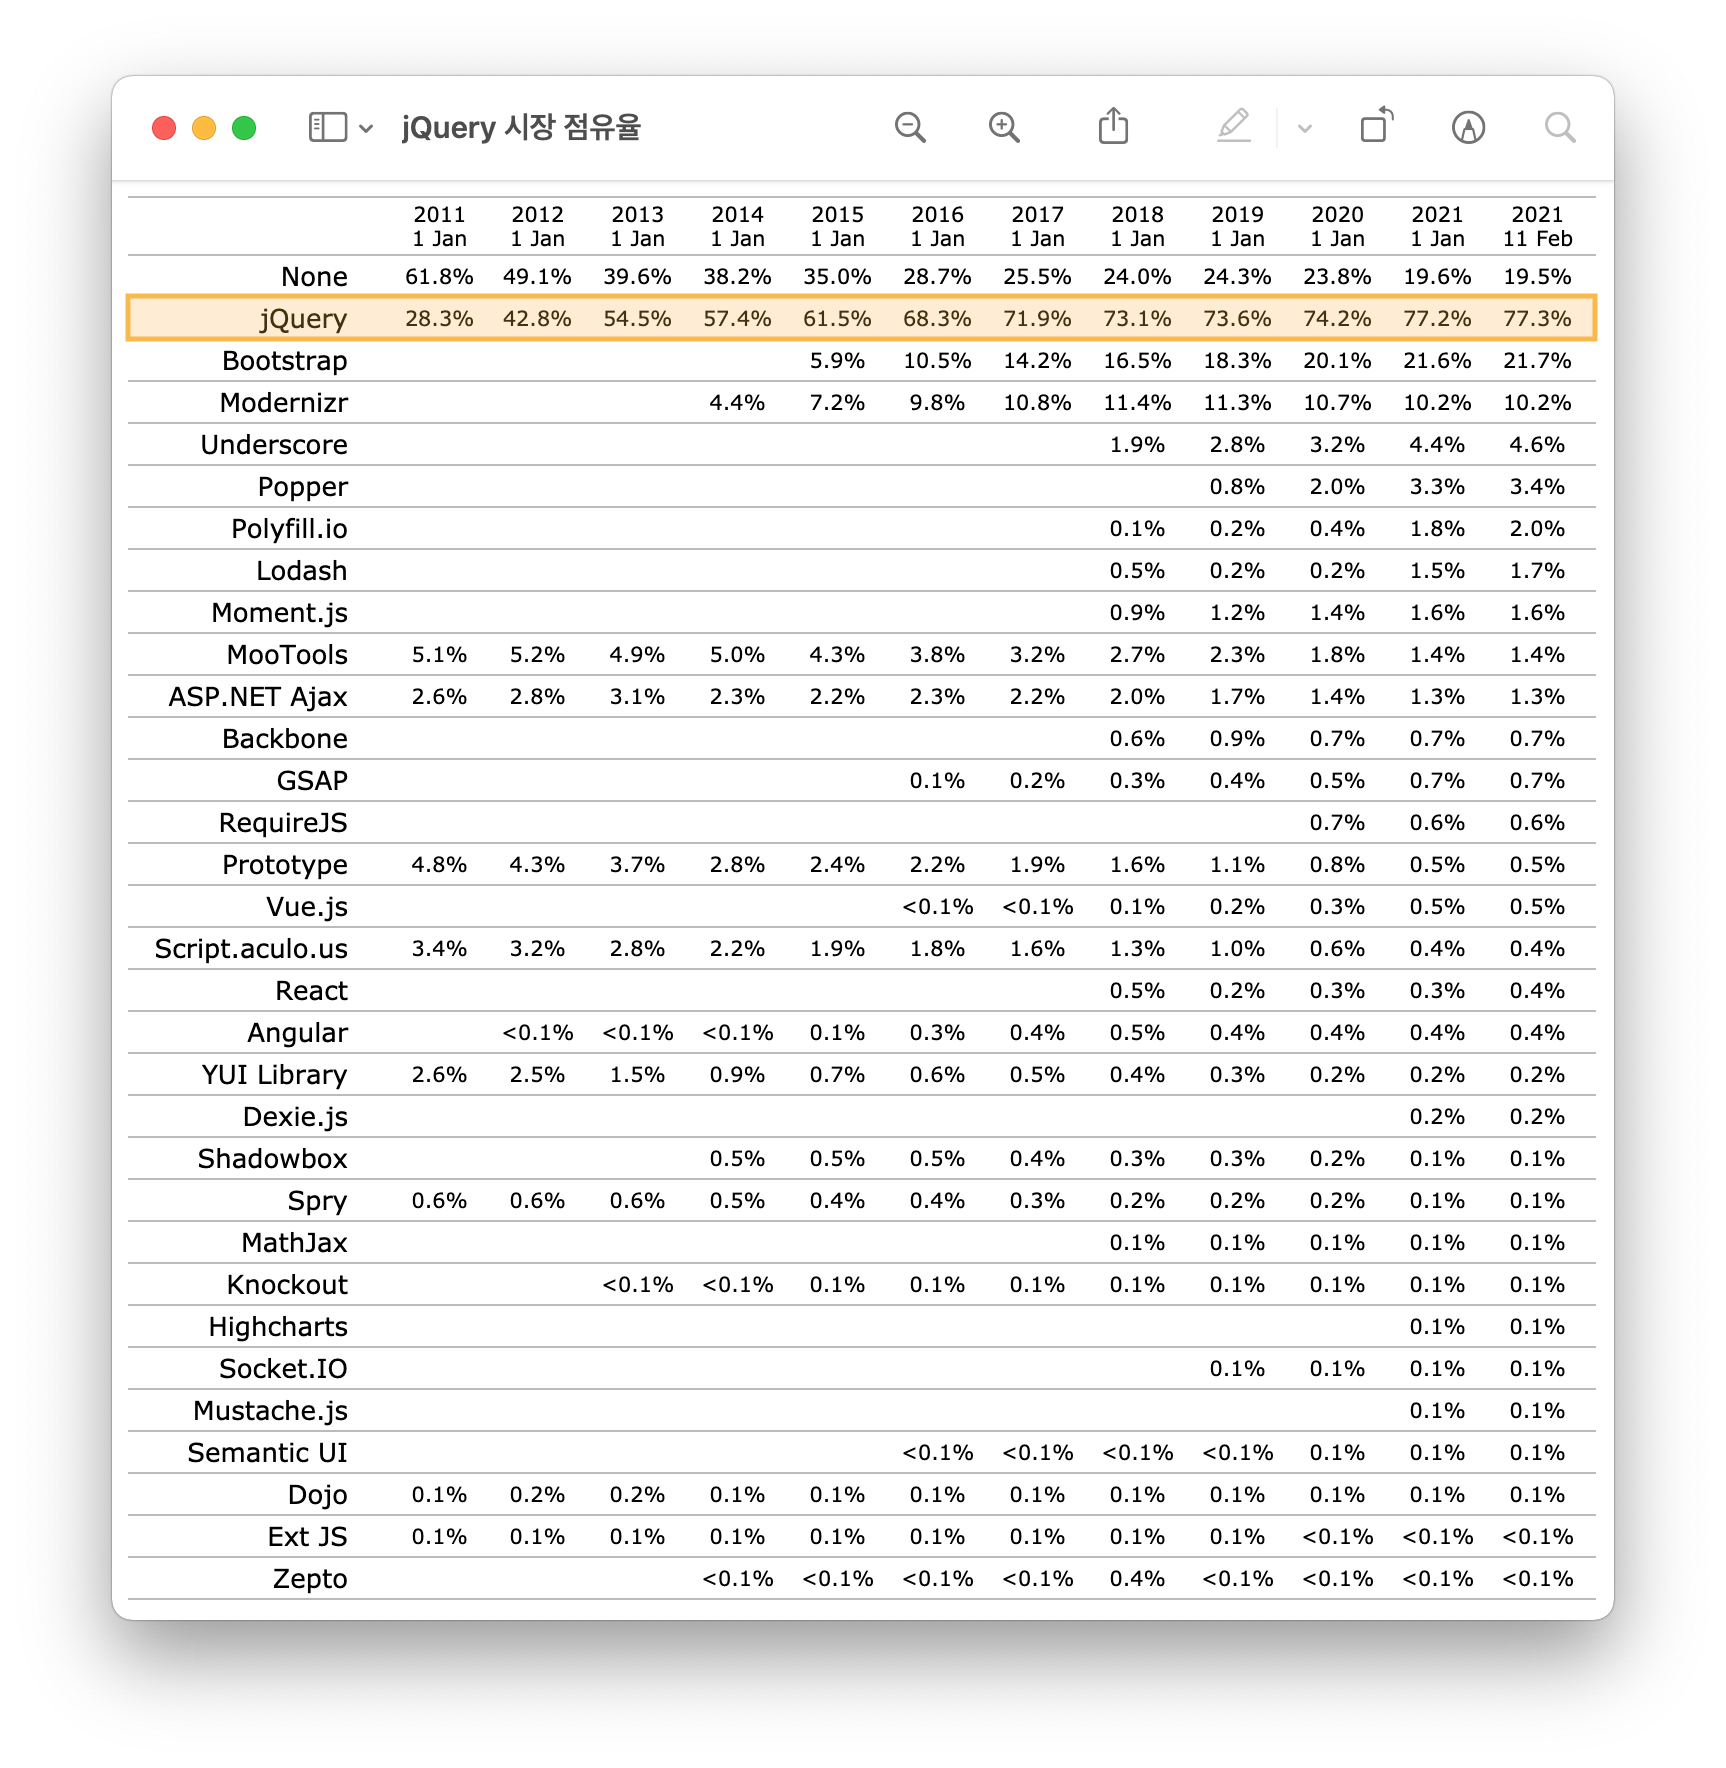 jQuery 시장 점유율
2011 2012 2013 2014 2015 2016 2017 2018 2019 2020 2021 2021
1 Jan 1 Jan 1 Jan 1 Jan 1 Jan 1 Jan 1 Jan 1 Jan 1 Jan 1 Jan 1 Jan 11 Feb
None 61.8% 49.1% 39.6% 38.2% 35.0% 28.7% 25.5% 24.0% 24.3% 23.8% 19.6% 19.5%
jQuery 28.3% 42.8% 54.5% 57.4% 61.5% 68.3% 71.9% 73.1% 73.6% 74.2% 77.2% 77.3%
Bootstrap 5.9% 10.5% 14.2% 16.5% 18.3% 20.1% 21.6% 21.7%
Modernizr 4.4% 7.2% 9.8% 10.8% 11.4% 11.3% 10.7% 10.2% 10.2%
Underscore 1.9% 2.8% 3.2% 4.4% 4.6%
Popper 0.8% 2.0% 3.3% 3.4%
Polyfill.io 0.1% 0.2% 0.4% 1.8% 2.0%
Lodash 0.5% 0.2% 0.2% 1.5% 1.7%
Moment.js 0.9% 1.2% 1.4% 1.6% 1.6%
MooTools 5.1% 5.2% 4.9% 5.0% 4.3% 3.8% 3.2% 2.7% 2.3% 1.8% 1.4% 1.4%
ASP.NET Ajax 2.6% 2.8% 3.1% 2.3% 2.2% 2.3% 2.2% 2.0% 1.7% 1.4% 1.3% 1.3%
Backbone 0.6% 0.9% 0.7% 0.7% 0.7%
GSAP 0.1% 0.2% 0.3% 0.4% 0.5% 0.7% 0.7%
RequireJS 0.7% 0.6% 0.6%
Prototype 4.8% 4.3% 3.7% 2.8% 2.4% 2.2% 1.9% 1.6% 1.1% 0.8% 0.5% 0.5%
Vue.js <0.1% <0.1% 0.1% 0.2% 0.3% 0.5% 0.5%
Script.aculo.us 3.4% 3.2% 2.8% 2.2% 1.9% 1.8% 1.6% 1.3% 1.0% 0.6% 0.4% 0.4%
React 0.5% 0.2% 0.3% 0.3% 0.4%
Angular <0.1% <0.1% <0.1% 0.1% 0.3% 0.4% 0.5% 0.4% 0.4% 0.4% 0.4%
YUI Library 2.6% 2.5% 1.5% 0.9% 0.7% 0.6% 0.5% 0.4% 0.3% 0.2% 0.2% 0.2%
Dexie.js 0.2% 0.2%
Shadowbox 0.5% 0.5% 0.5% 0.4% 0.3% 0.3% 0.2% 0.1% 0.1%
Spry 0.6% 0.6% 0.6% 0.5% 0.4% 0.4% 0.3% 0.2% 0.2% 0.2% 0.1% 0.1%
MathJax 0.1% 0.1% 0.1% 0.1% 0.1%
Knockout <0.1% <0.1% 0.1% 0.1% 0.1% 0.1% 0.1% 0.1% 0.1% 0.1%
Highcharts 0.1% 0.1%
Socket.IO 0.1% 0.1% 0.1% 0.1%
Mustache.js 0.1% 0.1%
Semantic UI <0.1% <0.1% <0.1% <0.1% 0.1% 0.1% 0.1%
Dojo 0.1% 0.2% 0.2% 0.1% 0.1% 0.1% 0.1% 0.1% 0.1% 0.1% 0.1% 0.1%
Ext JS 0.1% 0.1% 0.1% 0.1% 0.1% 0.1% 0.1% 0.1% 0.1% <0.1% <0.1% <0.1%
Zepto <0.1% <0.1% <0.1% <0.1% 0.4% <0.1% <0.1% <0.1% <0.1%